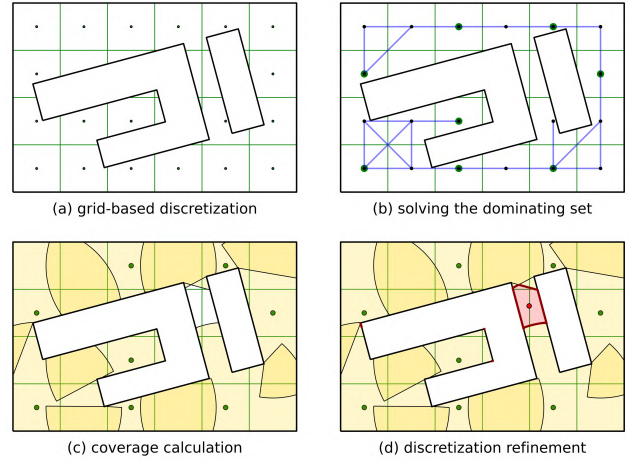 (a) grid-based discretization
(b) solving the dominating set
(c) coverage calculation
(d) discretization refinement